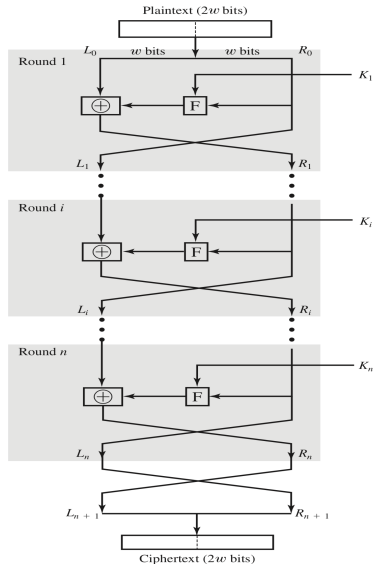 Plaintext (2w bits)
L₀ w bits w bits R₀
Round 1
K₁
F
L₁ R₁
Round i
Kᵢ
F
Lᵢ Rᵢ
Round n
Kₙ
F
Lₙ Rₙ
Lₙ ₊ ₁ Rₙ ₊ ₁
Ciphertext (2w bits)